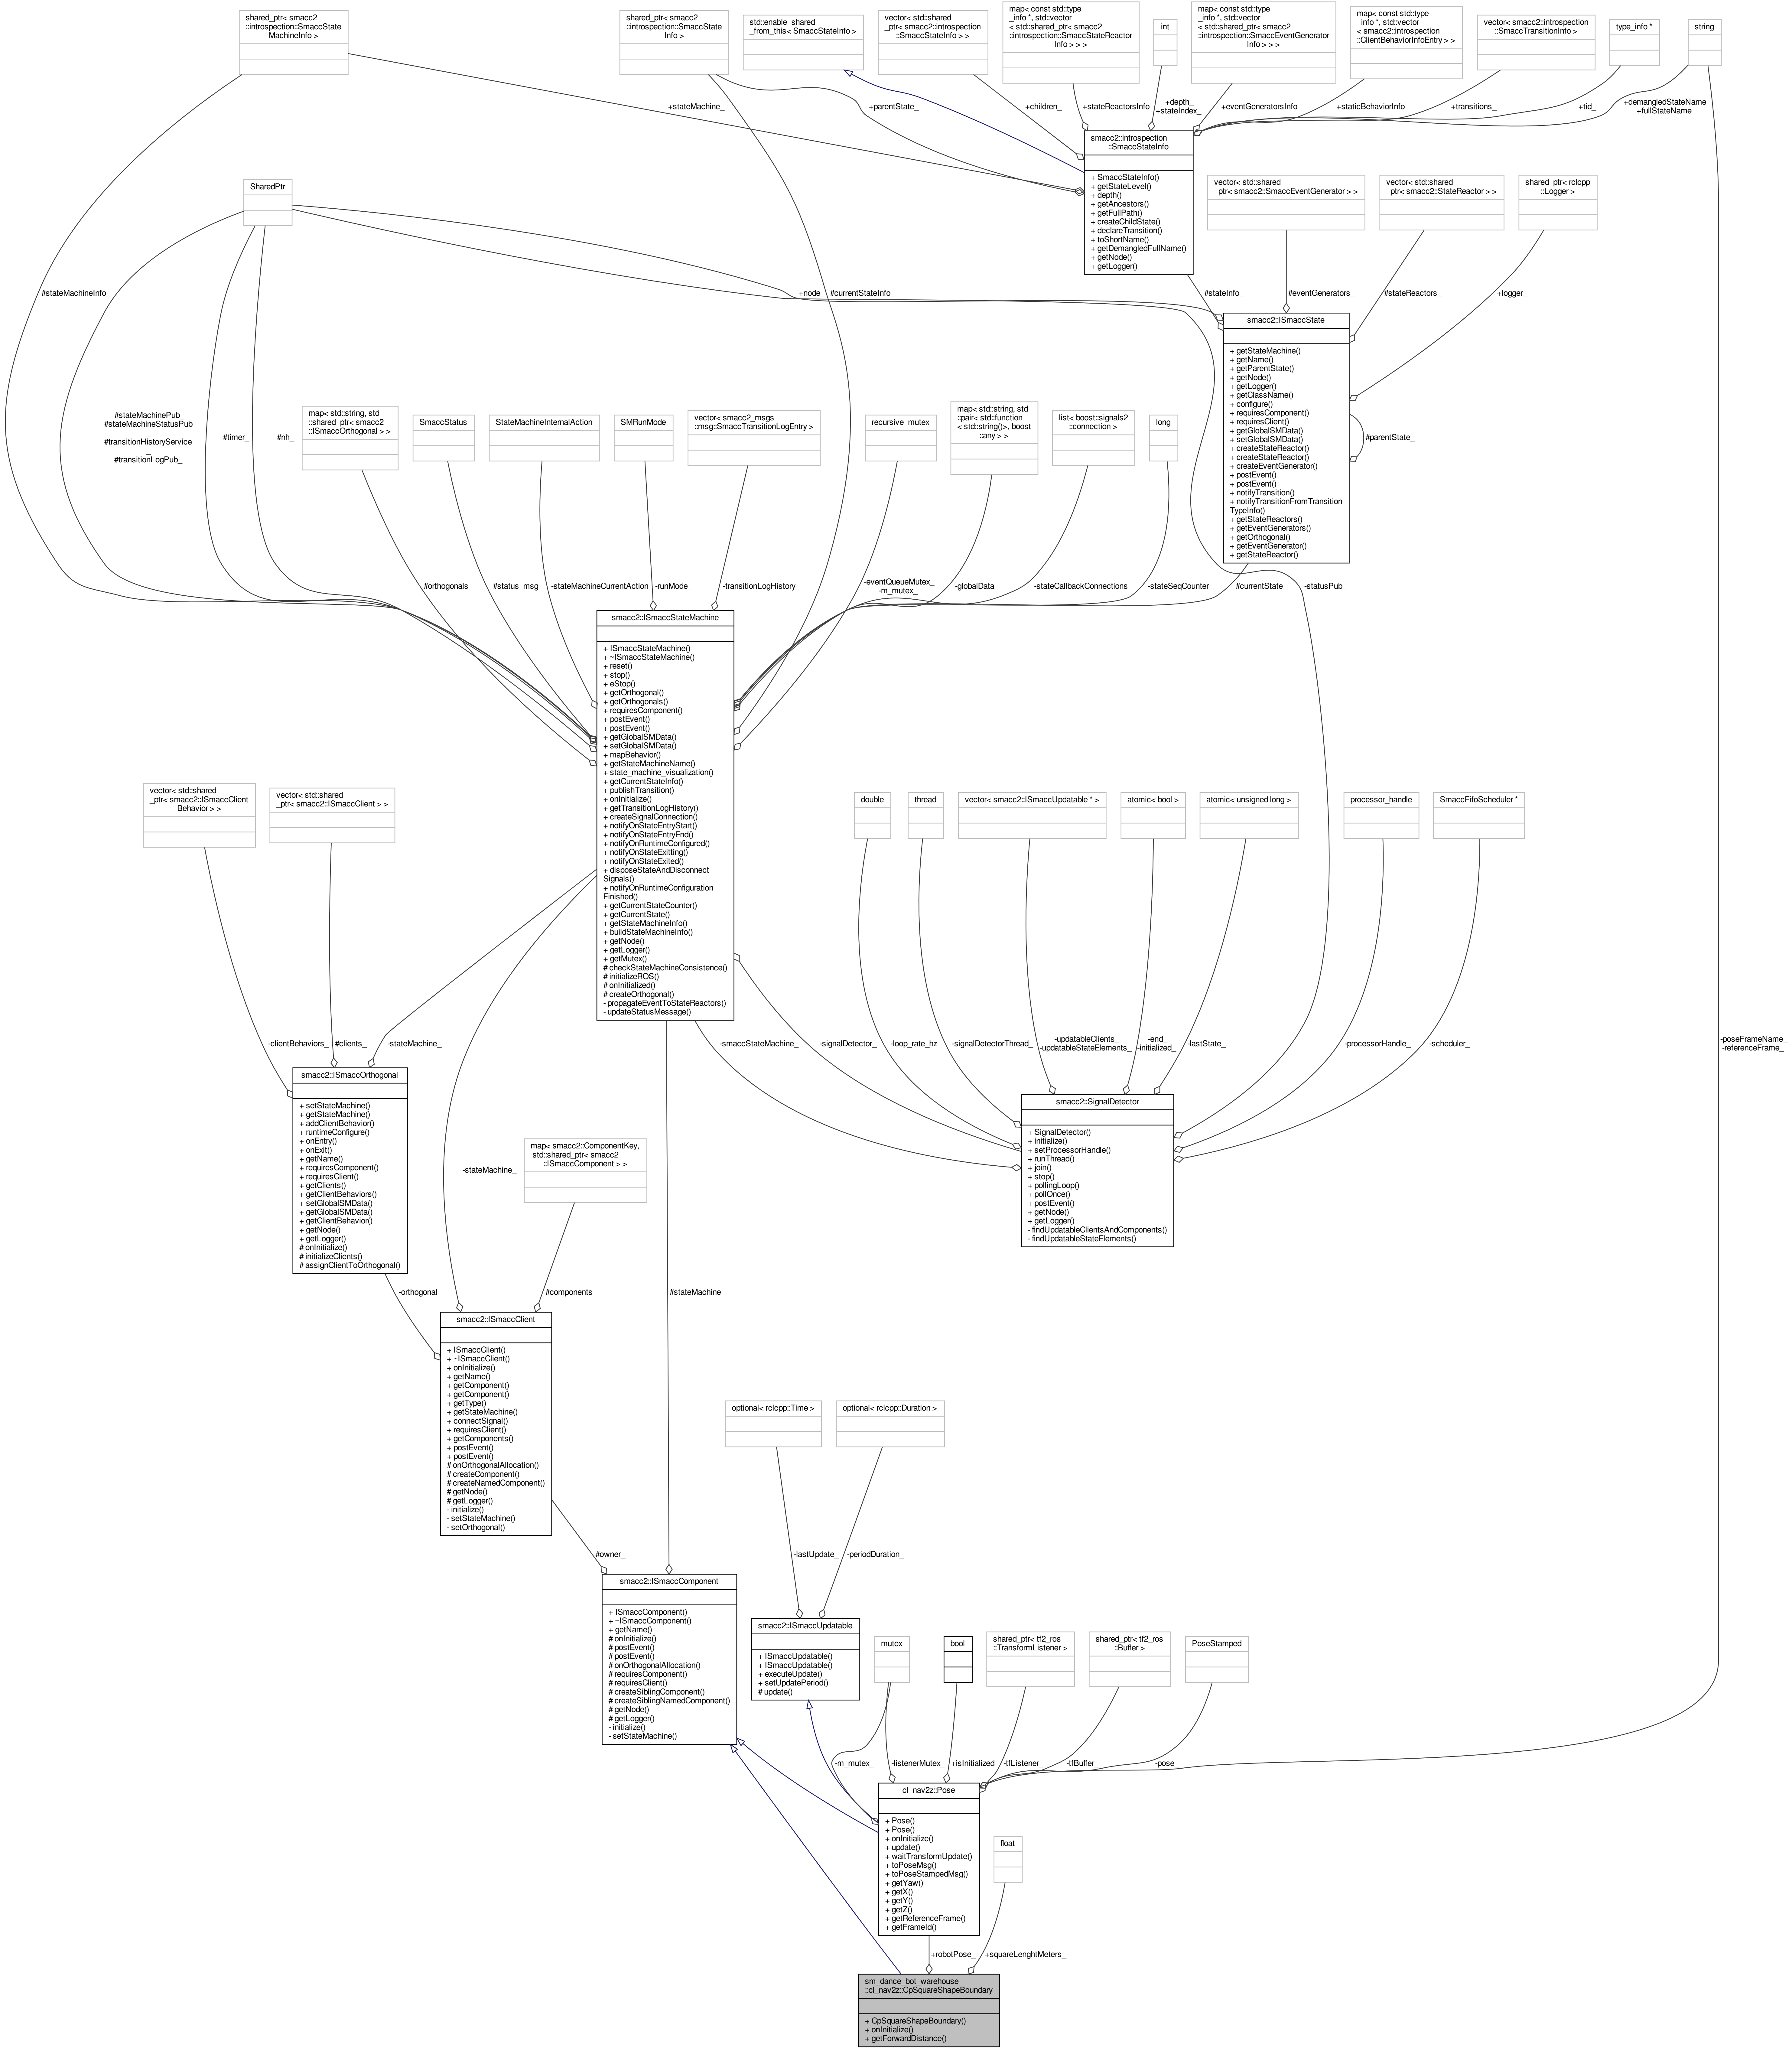 shared_ptr< smacc2
::introspection::SmaccState
MachineInfo >
shared_ptr< smacc2
::introspection::SmaccState
Info >
std::enable_shared
_from_this< SmaccStateInfo >
vector< std::shared
_ptr< smacc2::introspection
::SmaccStateInfo > >
map< const std::type
_info *, std::vector
< std::shared_ptr< smacc2
::introspection::SmaccStateReactor
Info > > >
int
map< const std::type
_info *, std::vector
< std::shared_ptr< smacc2
::introspection::SmaccEventGenerator
Info > > >
map< const std::type
_info *, std::vector
< smacc2::introspection
::ClientBehaviorInfoEntry > >
vector< smacc2::introspection
::SmaccTransitionInfo >
type_info *
string
+stateMachine_
+parentState_
+children_
+stateReactorsInfo
+depth_
+stateIndex_
+eventGeneratorsInfo
+staticBehaviorInfo
+transitions_
+tid_
+demangledStateName
+fullStateName
smacc2::introspection
::SmaccStateInfo
+ SmaccStateInfo()
+ getStateLevel()
+ depth()
+ getAncestors()
+ getFullPath()
+ createChildState()
+ declareTransition()
+ toShortName()
+ getDemangledFullName()
+ getNode()
+ getLogger()
SharedPtr
vector< std::shared
_ptr< smacc2::SmaccEventGenerator > >
vector< std::shared
_ptr< smacc2::StateReactor > >
shared_ptr< rclcpp
::Logger >
#stateMachineInfo_
+node_
#currentStateInfo_
#stateInfo_
#eventGenerators_
#stateReactors_
+logger_
smacc2::ISmaccState
+ getStateMachine()
+ getName()
+ getParentState()
+ getNode()
+ getLogger()
+ getClassName()
+ configure()
+ requiresComponent()
+ requiresClient()
+ getGlobalSMData()
+ setGlobalSMData()
+ createStateReactor()
+ createStateReactor()
+ createEventGenerator()
+ postEvent()
+ postEvent()
+ notifyTransition()
+ notifyTransitionFromTransition
TypeInfo()
+ getStateReactors()
+ getEventGenerators()
+ getOrthogonal()
+ getEventGenerator()
+ getStateReactor()
#parentState_
#stateMachinePub_
#stateMachineStatusPub
_
#transitionHistoryService
_
#transitionLogPub_
#timer_
#nh_
map< std::string, std
::shared_ptr< smacc2
::ISmaccOrthogonal > >
SmaccStatus
StateMachineInternalAction
SMRunMode
vector< smacc2_msgs
::msg::SmaccTransitionLogEntry >
recursive_mutex
map< std::string, std
::pair< std::function
< std::string()>, boost
::any > >
list< boost::signals2
::connection >
long
#orthogonals_
#status_msg_
-stateMachineCurrentAction
-runMode_
-transitionLogHistory_
-eventQueueMutex_
-m_mutex_
-globalData_
-stateCallbackConnections
-stateSeqCounter_
#currentState_
-statusPub_
smacc2::ISmaccStateMachine
+ ISmaccStateMachine()
+ ~ISmaccStateMachine()
+ reset()
+ stop()
+ eStop()
+ getOrthogonal()
+ getOrthogonals()
+ requiresComponent()
+ postEvent()
+ postEvent()
+ getGlobalSMData()
+ setGlobalSMData()
+ mapBehavior()
+ getStateMachineName()
+ state_machine_visualization()
+ getCurrentStateInfo()
+ publishTransition()
+ onInitialize()
+ getTransitionLogHistory()
+ createSignalConnection()
+ notifyOnStateEntryStart()
+ notifyOnStateEntryEnd()
+ notifyOnRuntimeConfigured()
+ notifyOnStateExitting()
+ notifyOnStateExited()
+ disposeStateAndDisconnect
Signals()
+ notifyOnRuntimeConfiguration
Finished()
+ getCurrentStateCounter()
+ getCurrentState()
+ getStateMachineInfo()
+ buildStateMachineInfo()
+ getNode()
+ getLogger()
+ getMutex()
# checkStateMachineConsistence()
# initializeROS()
# onInitialized()
# createOrthogonal()
- propagateEventToStateReactors()
- updateStatusMessage()
vector< std::shared
_ptr< smacc2::ISmaccClient
Behavior > >
vector< std::shared
_ptr< smacc2::ISmaccClient > >
double
thread
vector< smacc2::ISmaccUpdatable * >
atomic< bool >
atomic< unsigned long >
processor_handle
SmaccFifoScheduler *
-clientBehaviors_
#clients_
-stateMachine_
-smaccStateMachine_
-signalDetector_
-loop_rate_hz
-signalDetectorThread_
-updatableClients_
-updatableStateElements_
-end_
-initialized_
-lastState_
-processorHandle_
-scheduler_
-poseFrameName_
-referenceFrame_
smacc2::ISmaccOrthogonal
+ setStateMachine()
+ getStateMachine()
+ addClientBehavior()
+ runtimeConfigure()
+ onEntry()
+ onExit()
+ getName()
+ requiresComponent()
+ requiresClient()
+ getClients()
+ getClientBehaviors()
+ setGlobalSMData()
+ getGlobalSMData()
+ getClientBehavior()
+ getNode()
+ getLogger()
# onInitialize()
# initializeClients()
# assignClientToOrthogonal()
smacc2::SignalDetector
+ SignalDetector()
+ initialize()
+ setProcessorHandle()
+ runThread()
+ join()
+ stop()
+ pollingLoop()
+ pollOnce()
+ postEvent()
+ getNode()
+ getLogger()
- findUpdatableClientsAndComponents()
- findUpdatableStateElements()
-stateMachine_
map< smacc2::ComponentKey,
std::shared_ptr< smacc2
::ISmaccComponent > >
-orthogonal_
#components_
#stateMachine_
smacc2::ISmaccClient
+ ISmaccClient()
+ ~ISmaccClient()
+ onInitialize()
+ getName()
+ getComponent()
+ getComponent()
+ getType()
+ getStateMachine()
+ connectSignal()
+ requiresClient()
+ getComponents()
+ postEvent()
+ postEvent()
# onOrthogonalAllocation()
# createComponent()
# createNamedComponent()
# getNode()
# getLogger()
- initialize()
- setStateMachine()
- setOrthogonal()
optional< rclcpp::Time >
optional< rclcpp::Duration >
#owner_
-lastUpdate_
-periodDuration_
smacc2::ISmaccComponent
+ ISmaccComponent()
+ ~ISmaccComponent()
+ getName()
# onInitialize()
# postEvent()
# postEvent()
# onOrthogonalAllocation()
# requiresComponent()
# requiresClient()
# createSiblingComponent()
# createSiblingNamedComponent()
# getNode()
# getLogger()
- initialize()
- setStateMachine()
smacc2::ISmaccUpdatable
+ ISmaccUpdatable()
+ ISmaccUpdatable()
+ executeUpdate()
+ setUpdatePeriod()
# update()
mutex
bool
shared_ptr< tf2_ros
::TransformListener >
shared_ptr< tf2_ros
::Buffer >
PoseStamped
-m_mutex_
-listenerMutex_
+isInitialized
-tfListener_
-tfBuffer_
-pose_
cl_nav2z::Pose
+ Pose()
+ Pose()
+ onInitialize()
+ update()
+ waitTransformUpdate()
+ toPoseMsg()
+ toPoseStampedMsg()
+ getYaw()
+ getX()
+ getY()
+ getZ()
+ getReferenceFrame()
+ getFrameId()
float
+robotPose_
+squareLenghtMeters_
sm_dance_bot_warehouse
::cl_nav2z::CpSquareShapeBoundary
+ CpSquareShapeBoundary()
+ onInitialize()
+ getForwardDistance()